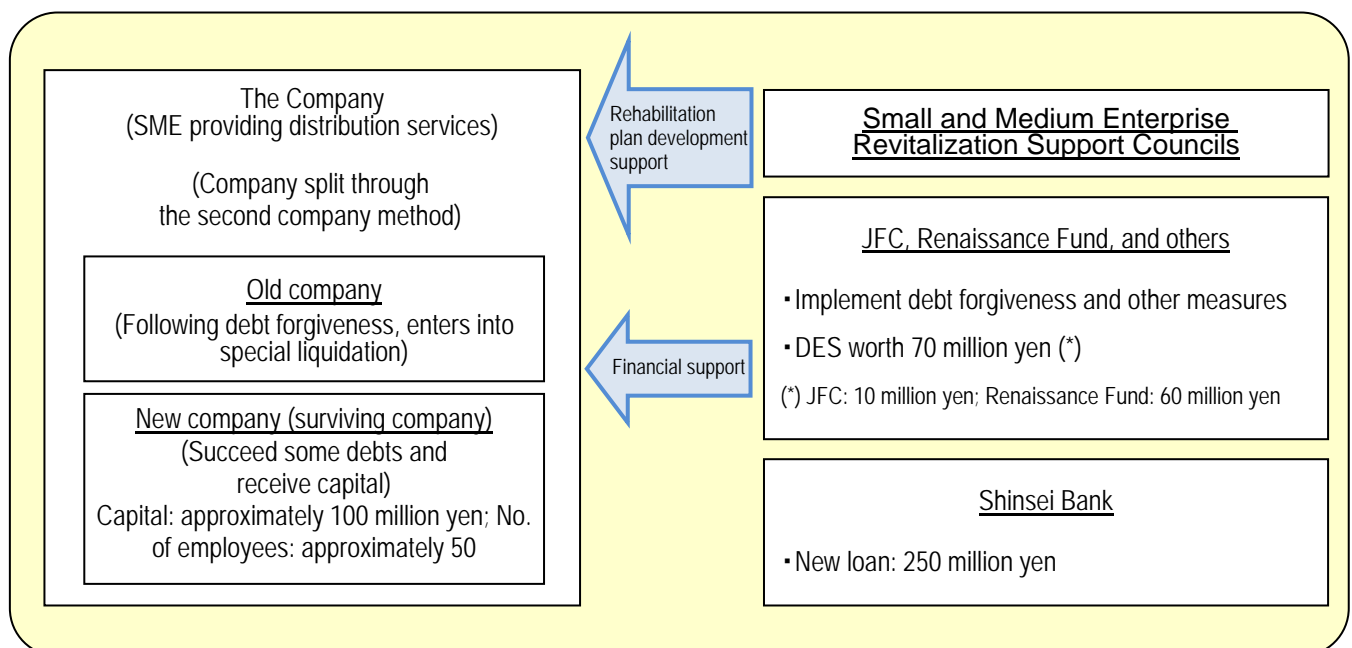 The Company
(SME providing distribution services)
(Company split through
the second company method)
Old company
(Following debt forgiveness, enters into
special liquidation)
New company (surviving company)
(Succeed some debts and
receive capital)
Capital: approximately 100 million yen; No.
of employees: approximately 50
Rehabilitation
plan development
support
Financial support
Small and Medium Enterprise
Revitalization Support Councils
JFC, Renaissance Fund, and others
・Implement debt forgiveness and other measures
・DES worth 70 million yen (*)
(*) JFC: 10 million yen; Renaissance Fund: 60 million yen
Shinsei Bank
・New loan: 250 million yen